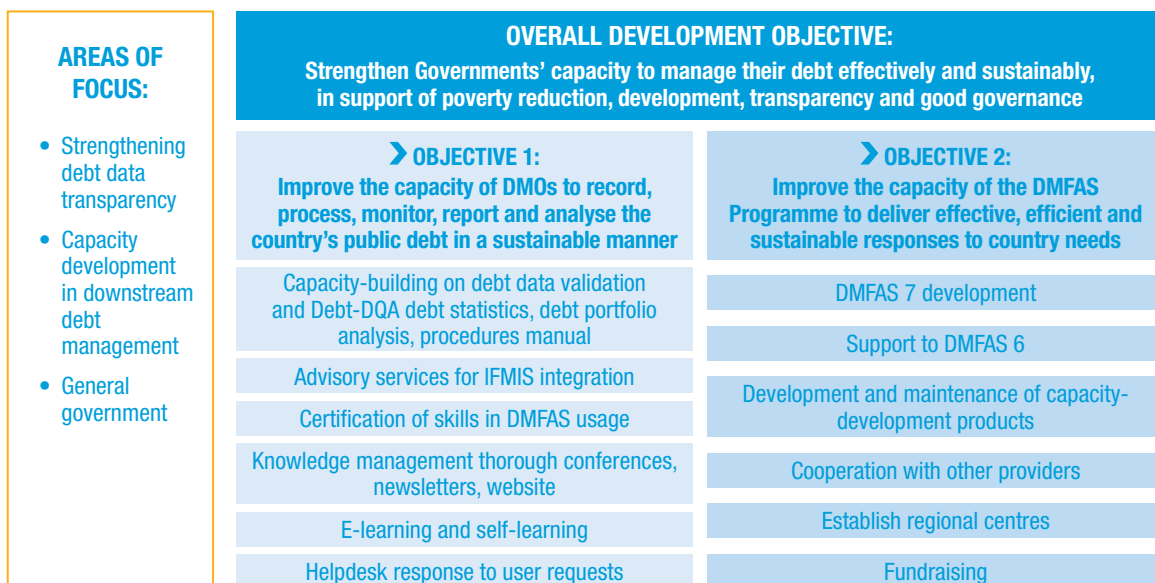 AREAS OF
FOCUS:
• Strengthening
debt data
transparency
• Capacity
development
in downstream
debt
management
• General
government
OVERALL DEVELOPMENT OBJECTIVE:
Strengthen Governments’ capacity to manage their debt effectively and sustainably,
in support of poverty reduction, development, transparency and good governance
OBJECTIVE 1:
Improve the capacity of DMOs to record,
process, monitor, report and analyse the
country’s public debt in a sustainable manner
Capacity-building on debt data validation
and Debt-DQA debt statistics, debt portfolio
analysis, procedures manual
Advisory services for IFMIS integration
Certification of skills in DMFAS usage
Knowledge management thorough conferences,
newsletters, website
E-learning and self-learning
Helpdesk response to user requests
OBJECTIVE 2:
Improve the capacity of the DMFAS
Programme to deliver effective, efficient and
sustainable responses to country needs
DMFAS 7 development
Support to DMFAS 6
Development and maintenance of capacity-
development products
Cooperation with other providers
Establish regional centres
Fundraising